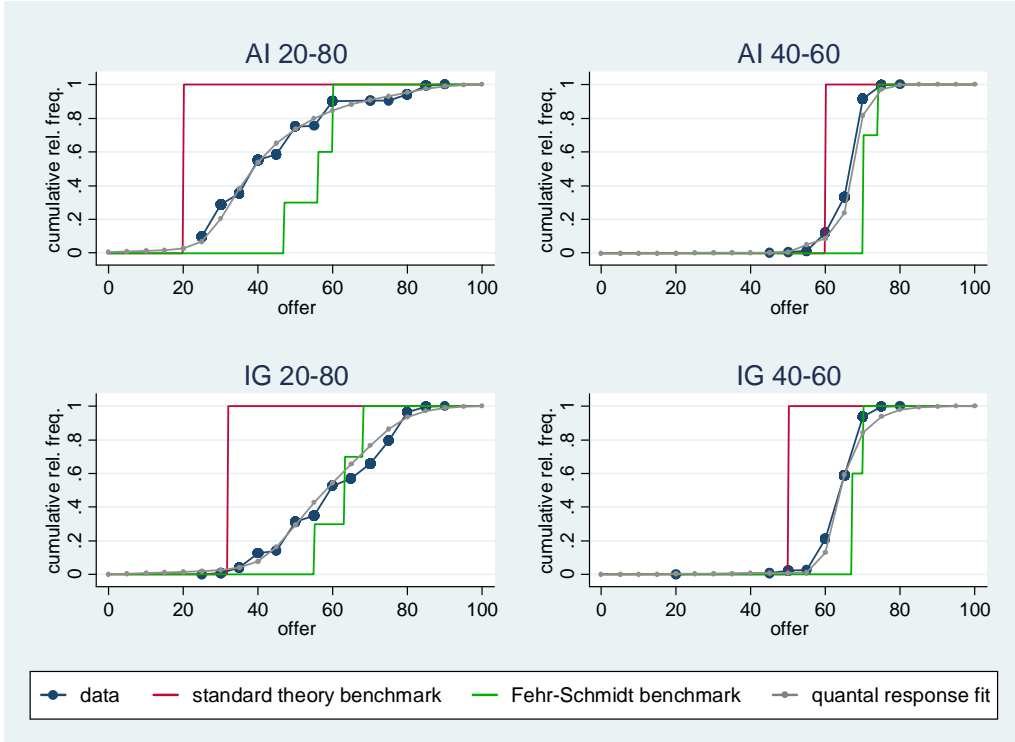 AI 20-80
cumulative rel. freq.
0 .2 .4 .6 .8 1
0 20 40 60 80 100
offer
AI 40-60
cumulative rel. freq.
0 .2 .4 .6 .8 1
0 20 40 60 80 100
offer
IG 20-80
cumulative rel. freq.
0 .2 .4 .6 .8 1
0 20 40 60 80 100
offer
IG 40-60
cumulative rel. freq.
0 .2 .4 .6 .8 1
0 20 40 60 80 100
offer
data standard theory benchmark Fehr-Schmidt benchmark quantal response fit